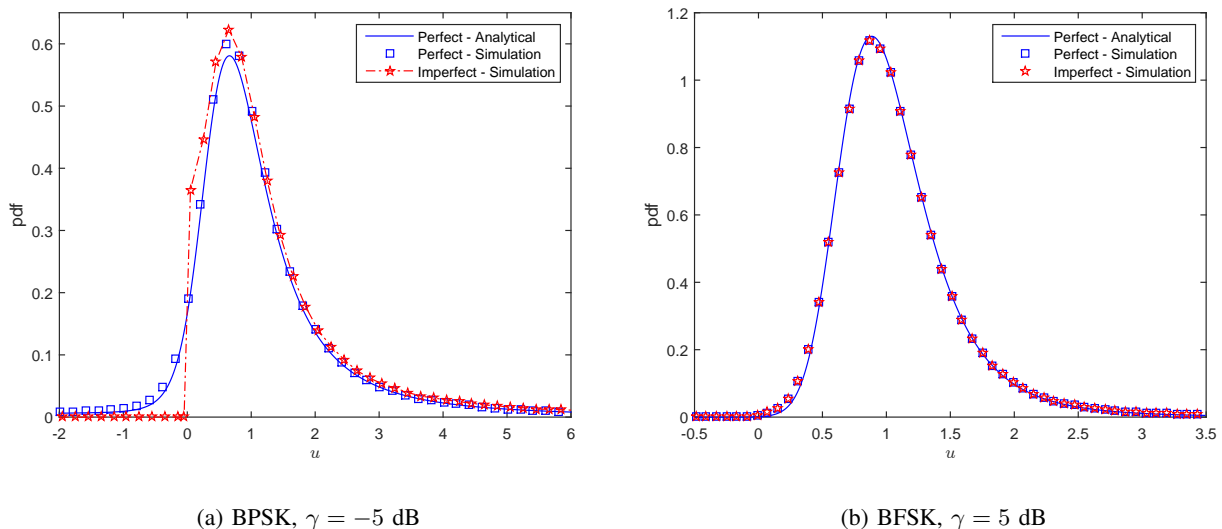 0.6
0.5
0.4
0.3
0.2
0.1
0
-2 -1 0 1 2 3 4 5 6
pdf
u
Perfect - Analytical
Perfect - Simulation
Imperfect - Simulation
(a) BPSK, γ = −5 dB
1.2
1
0.8
0.6
0.4
0.2
0
-0.5 0 0.5 1 1.5 2 2.5 3 3.5
pdf
u
Perfect - Analytical
Perfect - Simulation
Imperfect - Simulation
(b) BFSK, γ = 5 dB